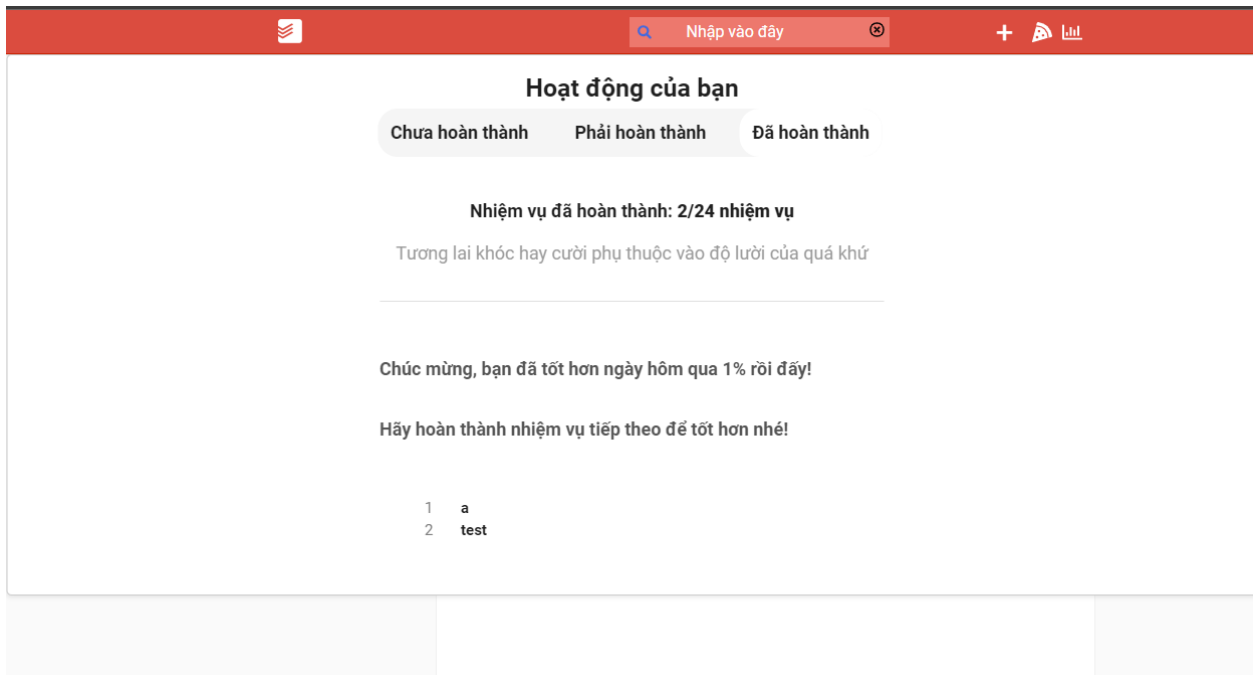 Nhập vào đây
Hoạt động của bạn
Chưa hoàn thành Phải hoàn thành Đã hoàn thành
Nhiệm vụ đã hoàn thành: 2/24 nhiệm vụ
Tương lai khóc hay cười phụ thuộc vào độ lười của quá khứ
Chúc mừng, bạn đã tốt hơn ngày hôm qua 1% rồi đấy!
Hãy hoàn thành nhiệm vụ tiếp theo để tốt hơn nhé!
1 a
2 test